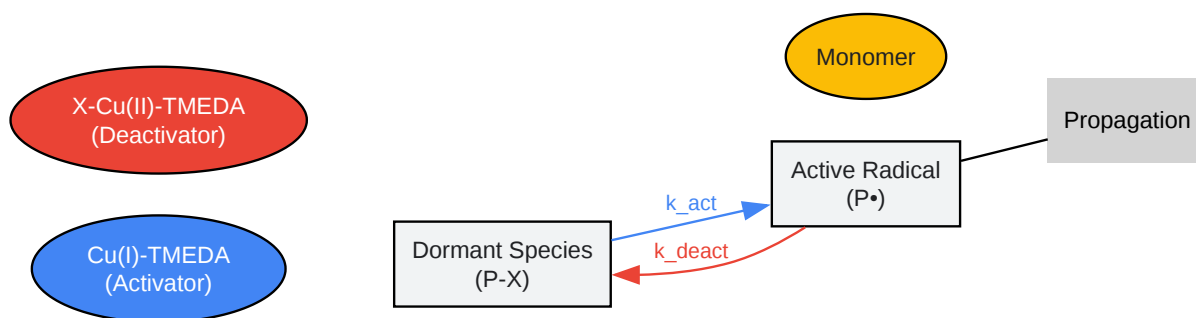 Monomer
X-Cu(II)-TMEDA
(Deactivator)
Propagation
Active Radical
(P•)
k_act
k_deact
Cu(I)-TMEDA
(Activator)
Dormant Species
(P-X)